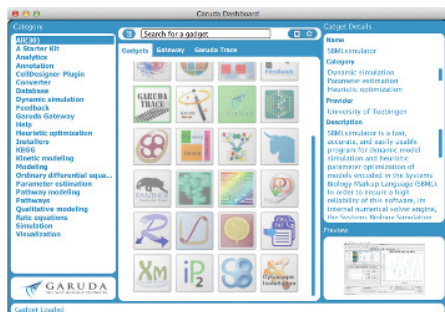 Garuda Dashboard
Category
All(30)
A Starter Kit
Analytics
Annotation
CellDesigner Plugin
Converter
Database
Dynamic simulation
Feedback
Garuda Gateway
Help
Heuristic optimization
Installers
KEGG
Kinetic modeling
Modeling
Ordinary differential equa...
Parameter estimation
Pathway modeling
Pathways
Qualitative modeling
Rate equations
Simulation
Visualization
GARUDA
Search for a gadget
Gadgets Gateway Garuda Trace
Feedback
GARUDA
TRACE
PANTHER
R
Xm
iP2
Cytoscape
Installation
Gadget Details
Name
SBMLsimulator
Category
Dynamic simulation
Parameter estimation
Heuristic optimization
Provider
University of Tuebingen
Description
SBMLsimulator is a fast,
accurate, and easily usable
program for dynamic model
simulation and heuristic
parameter optimization of
models encoded in the Systems
Biology Markup Language (SBML).
In order to ensure a high
reliability of this software, its
internal numerical solver engine,
the Systems Biology Simulation
Preview
Gadget Loaded